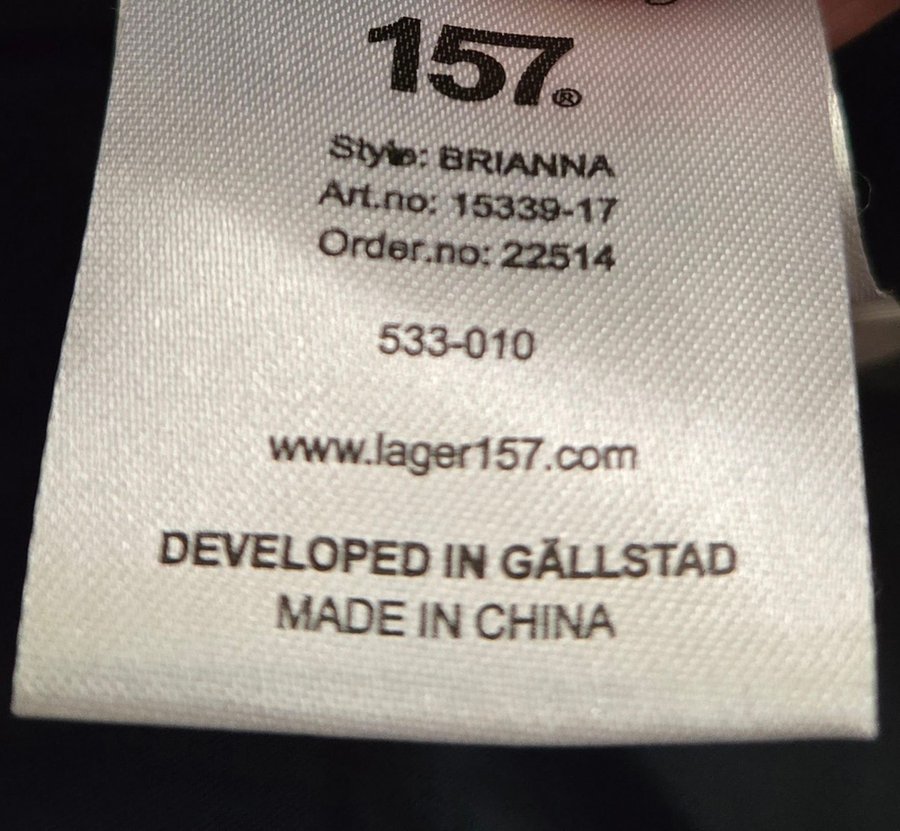 157®
Style: BRIANNA
Art.no: 15339-17
Order.no: 22514
533-010
www.lager157.com
DEVELOPED IN GÄLLSTAD
MADE IN CHINA